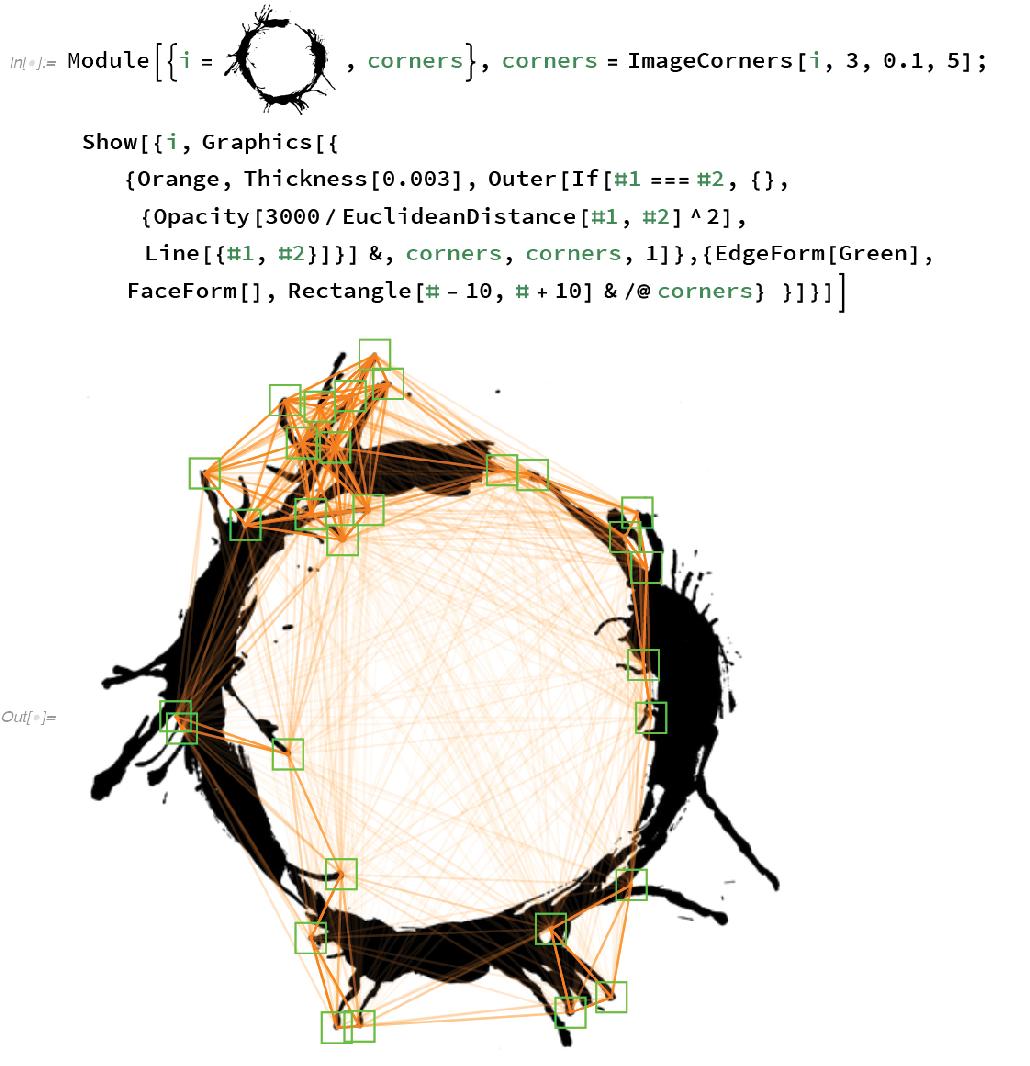 In[◦]:= Module[{i = , corners}, corners = ImageCorners[i, 3, 0.1, 5];
Show[{i, Graphics[{
{Orange, Thickness[0.003], Outer[If[#1 === #2, {},
{Opacity[3000 / EuclideanDistance[#1, #2] ^ 2],
Line[{#1, #2}]}] &, corners, corners, 1]},{EdgeForm[Green],
FaceForm[], Rectangle[# - 10, # + 10] & /@ corners} }]}]]
Out[◦]=